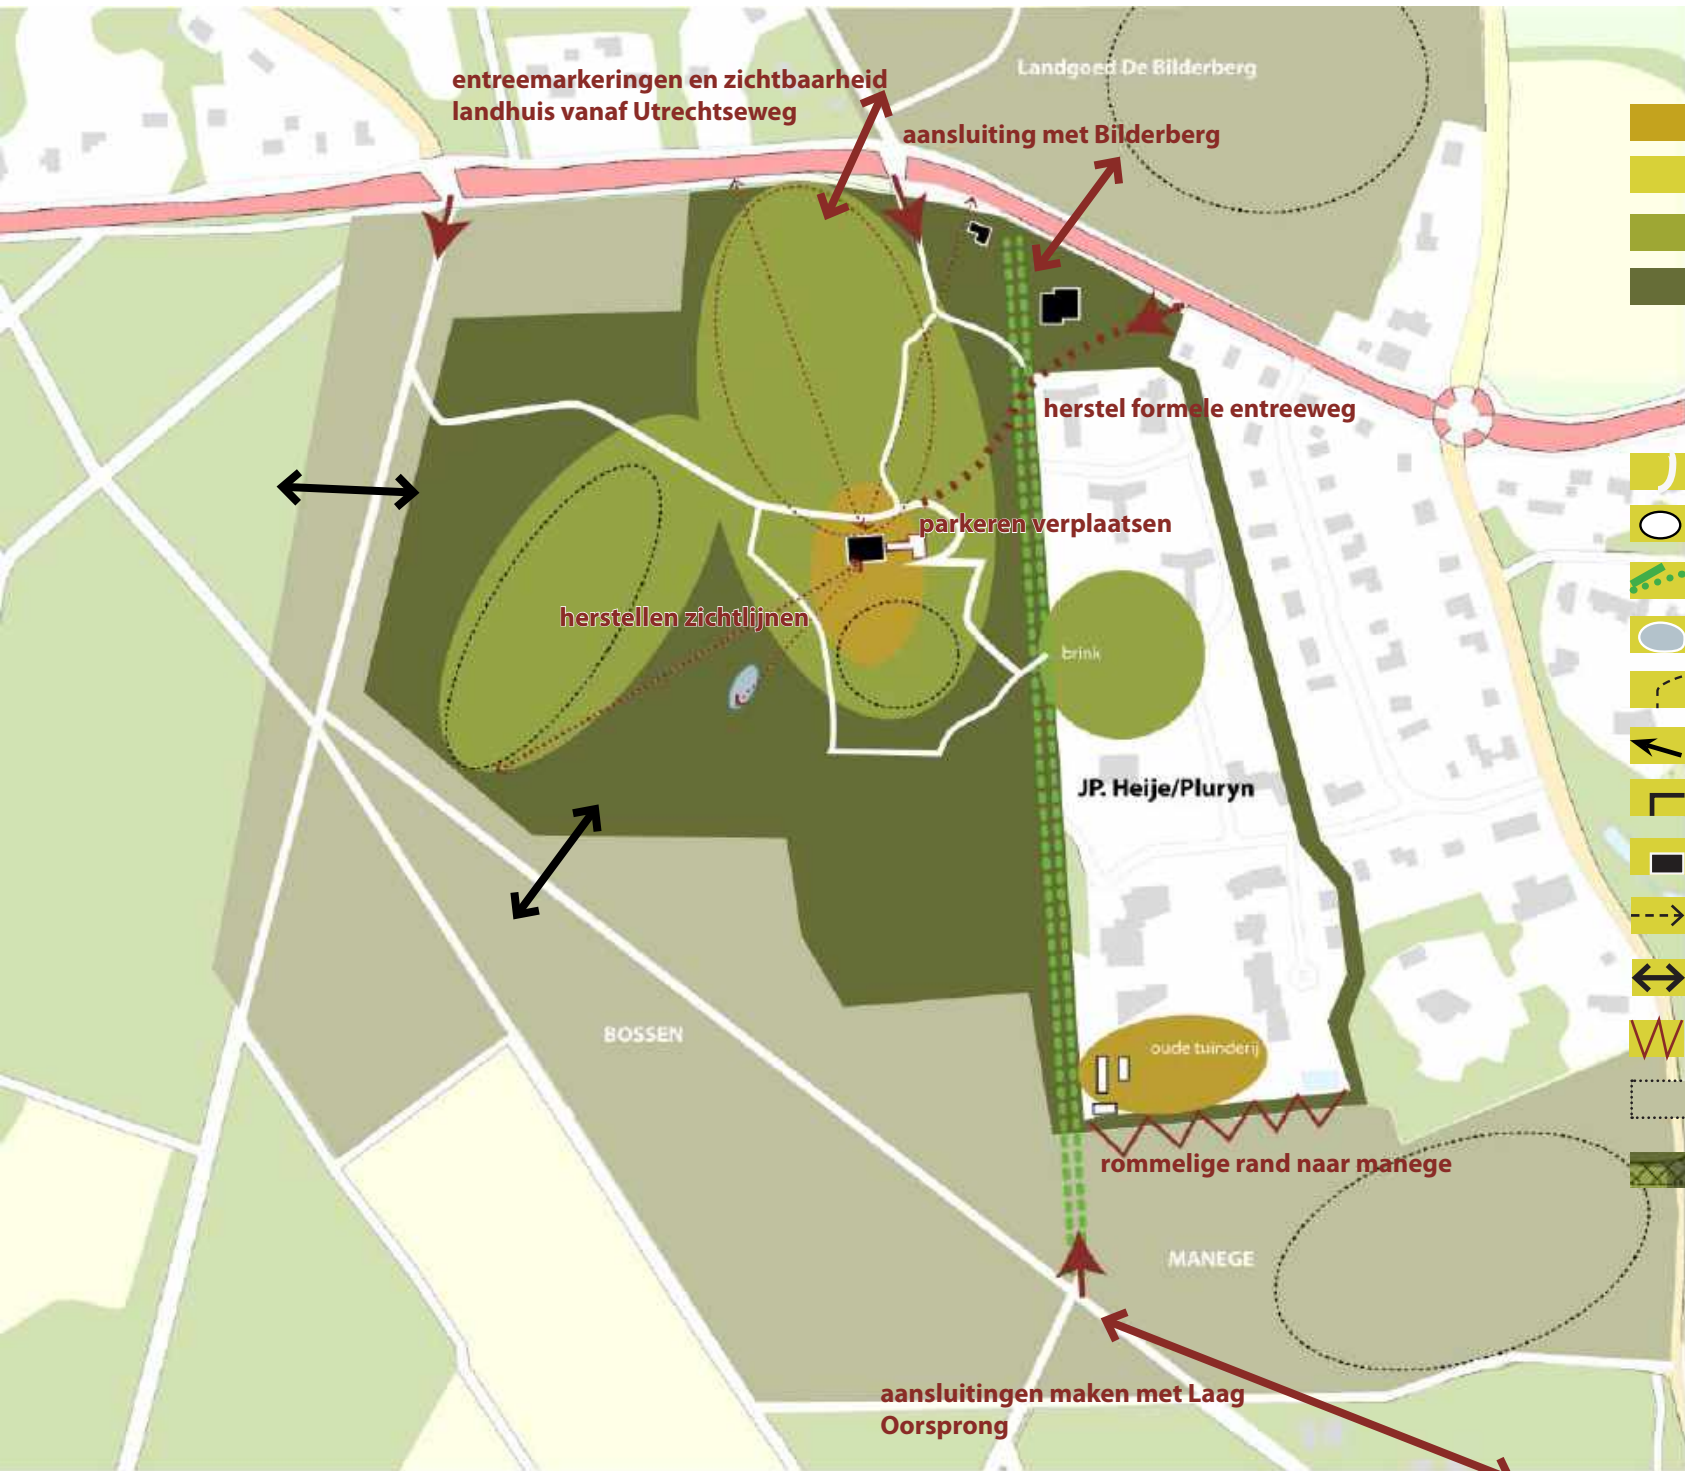 Landgoed De Bilderberg
entreemarkeringen en zichtbaarheid
landhuis vanaf Utrechtseweg
aansluiting met Bilderberg
herstel formele entreeweg
parkeren verplaatsen
herstellen zichtlijnen
brink
JP. Heije/Pluryn
BOSSEN
oude tuinderij
rommelige rand naar manege
MANEGE
aansluitingen maken met Laag
Oorsprong